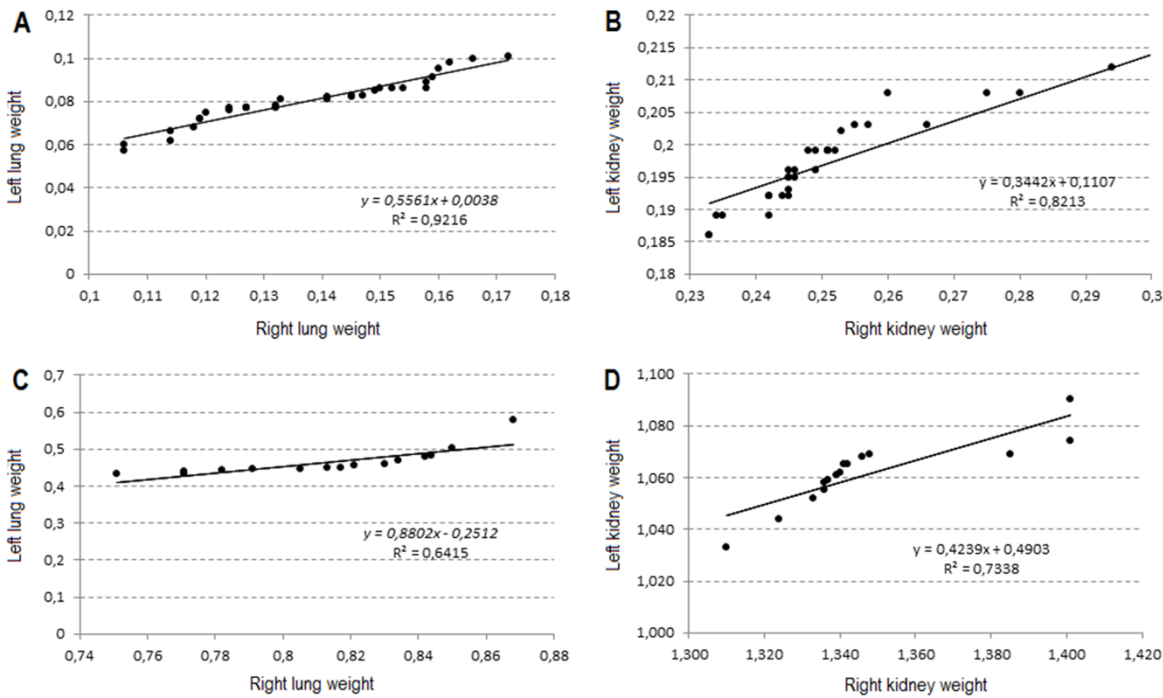 A
0,12
0,1
0,08
0,06
0,04
0,02
0
Left lung weight
y = 0,5561x + 0,0038
R² = 0,9216
0,1 0,11 0,12 0,13 0,14 0,15 0,16 0,17 0,18
Right lung weight
B
0,22
0,215
0,21
0,205
0,2
0,195
0,19
0,185
0,18
Left kidney weight
y = 0,3442x + 0,1107
R² = 0,8213
0,23 0,24 0,25 0,26 0,27 0,28 0,29 0,3
Right kidney weight
C
0,7
0,6
0,5
0,4
0,3
0,2
0,1
0
Left lung weight
y = 0,8802x - 0,2512
R² = 0,6415
0,74 0,76 0,78 0,8 0,82 0,84 0,86 0,88
Right lung weight
D
1,100
1,080
1,060
1,040
1,020
1,000
Left kidney weight
y = 0,4239x + 0,4903
R² = 0,7338
1,300 1,320 1,340 1,360 1,380 1,400 1,420
Right kidney weight